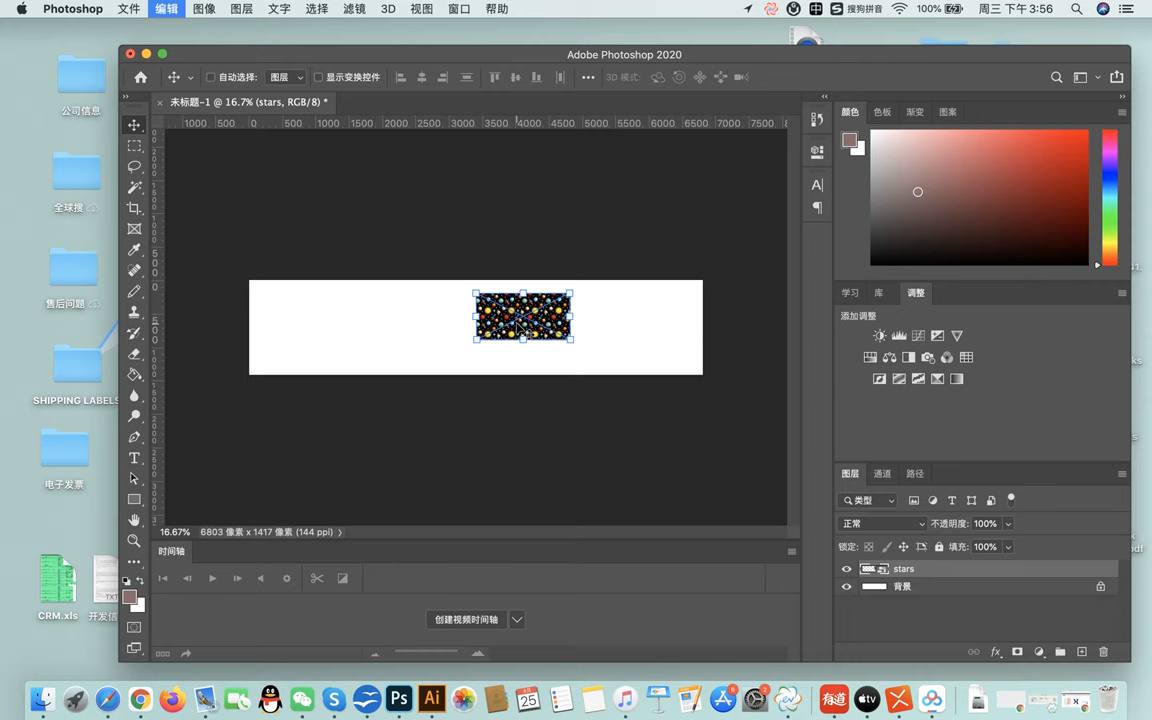 Photoshop 文件 编辑 图像 图层 文字 选择 滤镜 3D 视图 窗口 帮助 搜狗拼音 100% 周三 下午3:56
Adobe Photoshop 2020
自动选择: 图层 显示变换控件 3D 模式:
未标题-1 @ 16.7% (stars, RGB/8) *
1000 500 0 500 1000 1500 2000 2500 3000 3500 4000 4500 5000 5500 6000 6500 7000 7500
公司信息
全球搜
售后问题
SHIPPING LABELS
电子发票
CRM.xls
颜色 色板 渐变 图案
学习 库 调整
添加调整
图层 通道 路径
类型
正常 不透明度: 100%
锁定: 填充: 100%
stars
背景
16.67% 6803 像素 x 1417 像素 (144 ppi)
时间轴
创建视频时间轴
Ps Ai 25 有道 tv